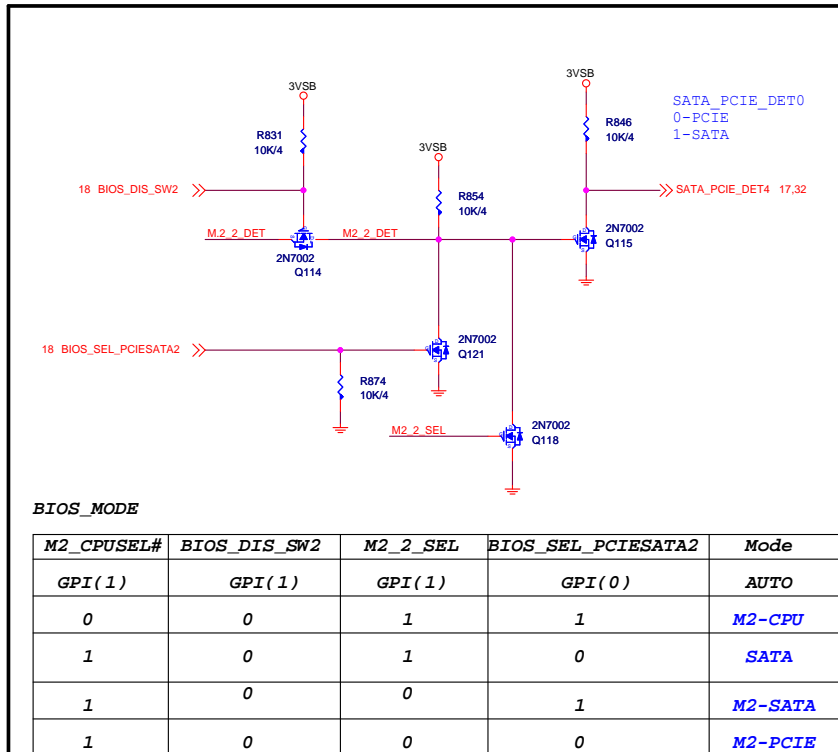 3VSB
R831
10K/4
18 BIOS_DIS_SW2
M.2_2_DET
M2_2_DET
2N7002
Q114
3VSB
R854
10K/4
3VSB
R846
10K/4
SATA_PCIE_DET0
0-PCIE
1-SATA
SATA_PCIE_DET4 17,32
2N7002
Q115
18 BIOS_SEL_PCIESATA2
R874
10K/4
2N7002
Q121
M2_2_SEL
2N7002
Q118
BIOS_MODE
M2_CPUSEL# BIOS_DIS_SW2 M2_2_SEL BIOS_SEL_PCIESATA2 Mode
GPI(1) GPI(1) GPI(1) GPI(0) AUTO
0 0 1 1 M2-CPU
1 0 1 0 SATA
1 0 0 1 M2-SATA
1 0 0 0 M2-PCIE